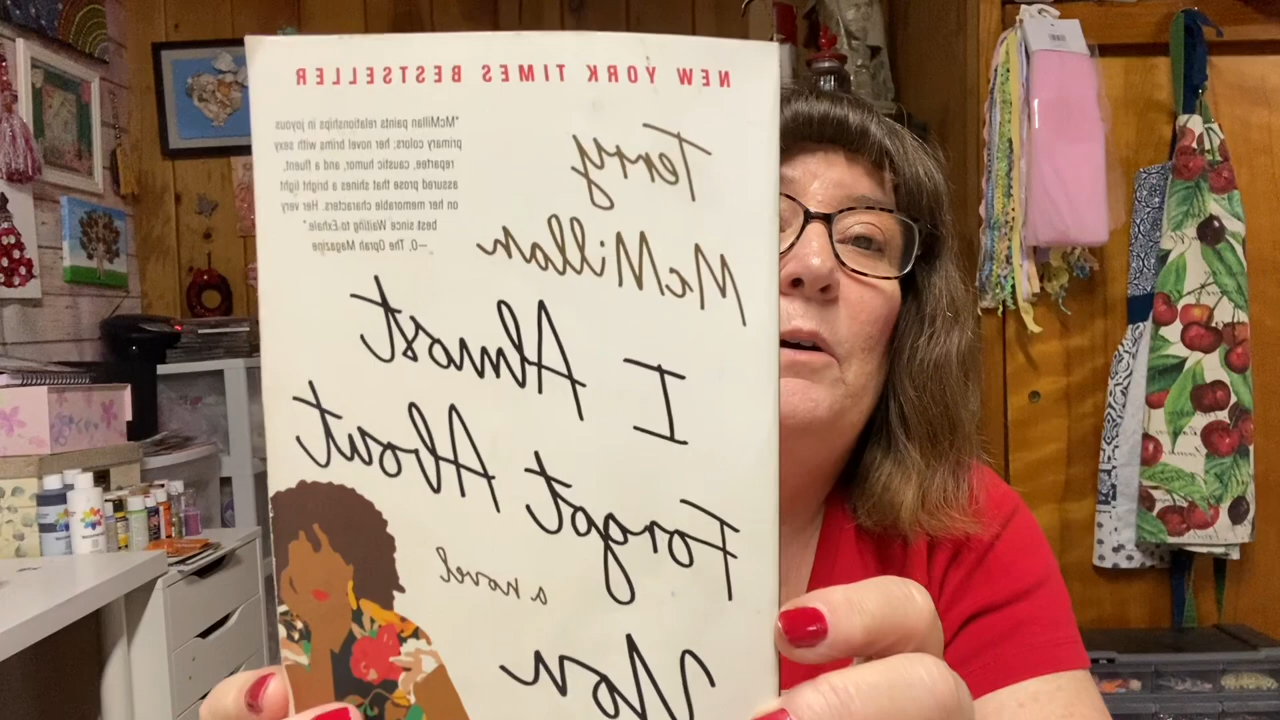 NEW YORK TIMES BESTSELLER
"McMillan paints relationships in joyous
primary colors; her novel brims with sexy
repartee, caustic humor, and a fluent,
assured prose that shines a bright light
on her memorable characters. Her very
best since Waiting to Exhale."
—O, The Oprah Magazine
Terry
McMillan
I Almost
Forgot About
You
a novel